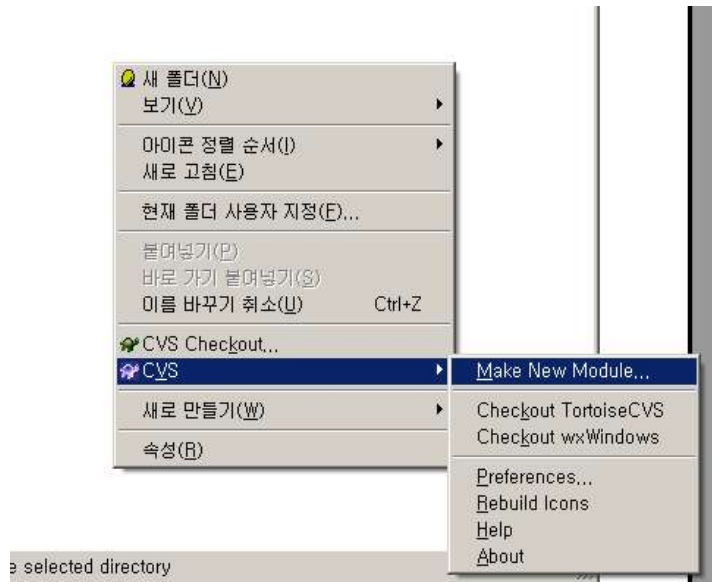 새 폴더(N)
보기(V)
아이콘 정렬 순서(I)
새로 고침(E)
현재 폴더 사용자 지정(F)...
붙여넣기(P)
바로 가기 붙여넣기(S)
이름 바꾸기 취소(U) Ctrl+Z
CVS Checkout...
CVS
새로 만들기(W)
속성(R)
Make New Module...
Checkout TortoiseCVS
Checkout wxWindows
Preferences...
Rebuild Icons
Help
About
e selected directory